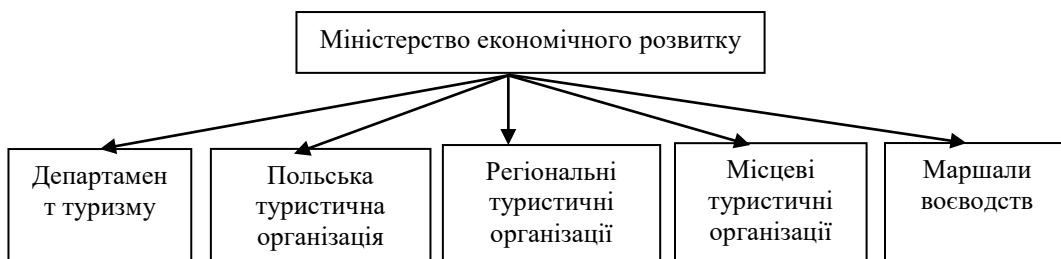 Міністерство економічного розвитку
Департамен
т туризму
Польська
туристична
організація
Регіональні
туристичні
організації
Місцеві
туристичні
організації
Маршали
воєводств